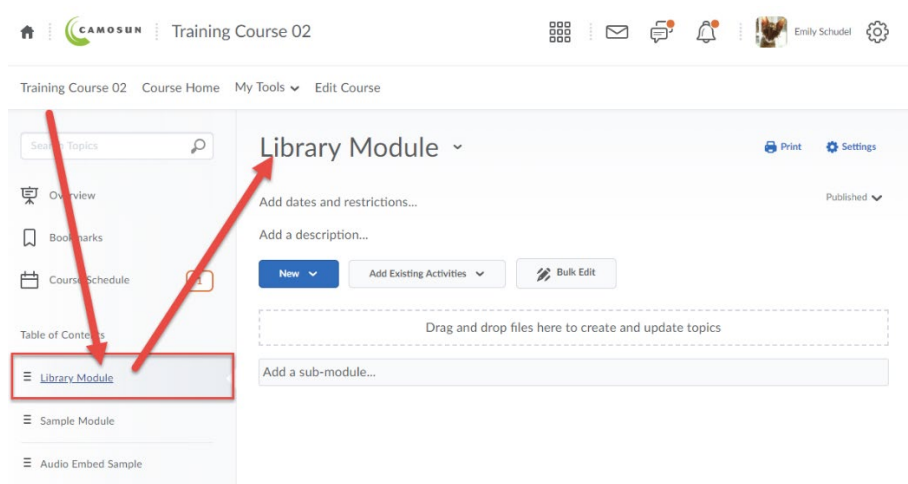 CAMOSUN Training Course 02 Emily Schudel
Training Course 02 Course Home My Tools Edit Course
Search Topics
Library Module
Print Settings
Overview
Add dates and restrictions...
Published
Bookmarks
Add a description...
Course Schedule 1
New Add Existing Activities Bulk Edit
Table of Contents
Drag and drop files here to create and update topics
Library Module
Add a sub-module...
Sample Module
Audio Embed Sample